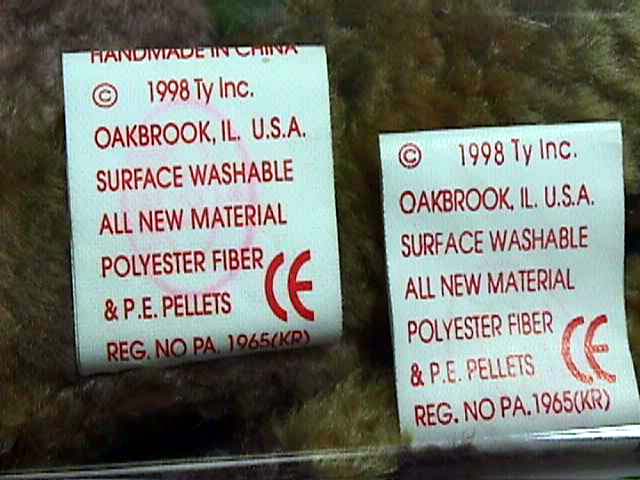 HANDMADE IN CHINA
© 1998 Ty Inc.
OAKBROOK, IL. U.S.A.
SURFACE WASHABLE
ALL NEW MATERIAL
POLYESTER FIBER
& P.E. PELLETS
CE
REG. NO PA. 1965(KR)
© 1998 Ty Inc.
OAKBROOK, IL. U.S.A.
SURFACE WASHABLE
ALL NEW MATERIAL
POLYESTER FIBER
& P.E. PELLETS
CE
REG. NO PA.1965(KR)